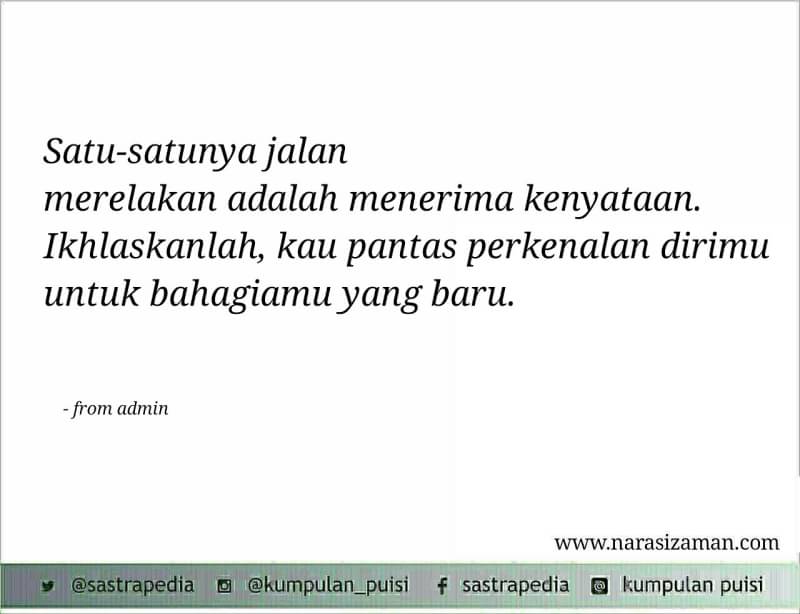 Satu-satunya jalan
merelakan adalah menerima kenyataan.
Ikhlaskanlah, kau pantas perkenalan dirimu
untuk bahagiamu yang baru.
- from admin
www.narasizaman.com
@sastrapedia @kumpulan_puisi sastrapedia kumpulan puisi